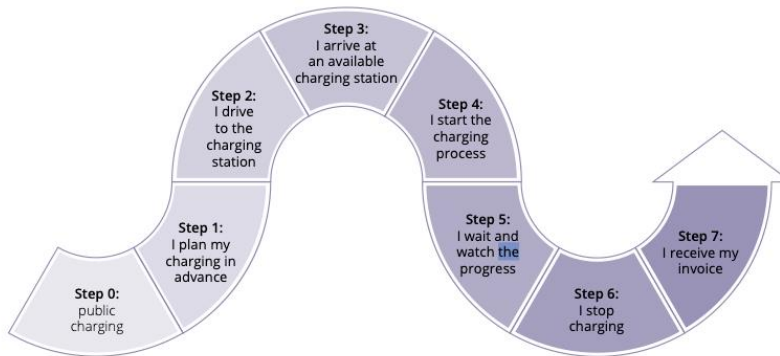 Step 0:
public
charging
Step 1:
I plan my
charging in
advance
Step 2:
I drive
to the
charging
station
Step 3:
I arrive at
an available
charging station
Step 4:
I start the
charging
process
Step 5:
I wait and
watch the
progress
Step 6:
I stop
charging
Step 7:
I receive my
invoice